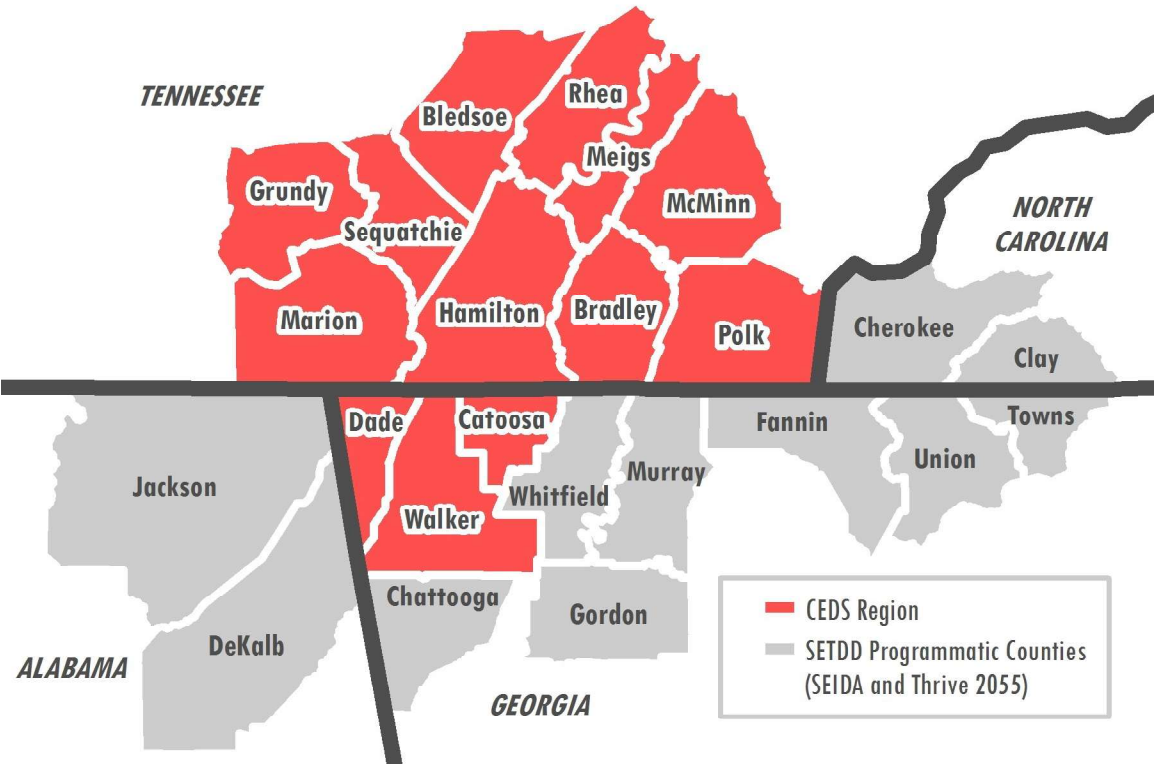 TENNESSEE
Rhea
Bledsoe
Meigs
Grundy
McMinn
Sequatchie
NORTH
CAROLINA
Marion
Hamilton
Bradley
Polk
Cherokee
Clay
Dade
Catoosa
Fannin
Towns
Jackson
Whitfield
Murray
Union
Walker
Chattooga
Gordon
DeKalb
ALABAMA
GEORGIA
CEDS Region
SETDD Programmatic Counties
(SEIDA and Thrive 2055)